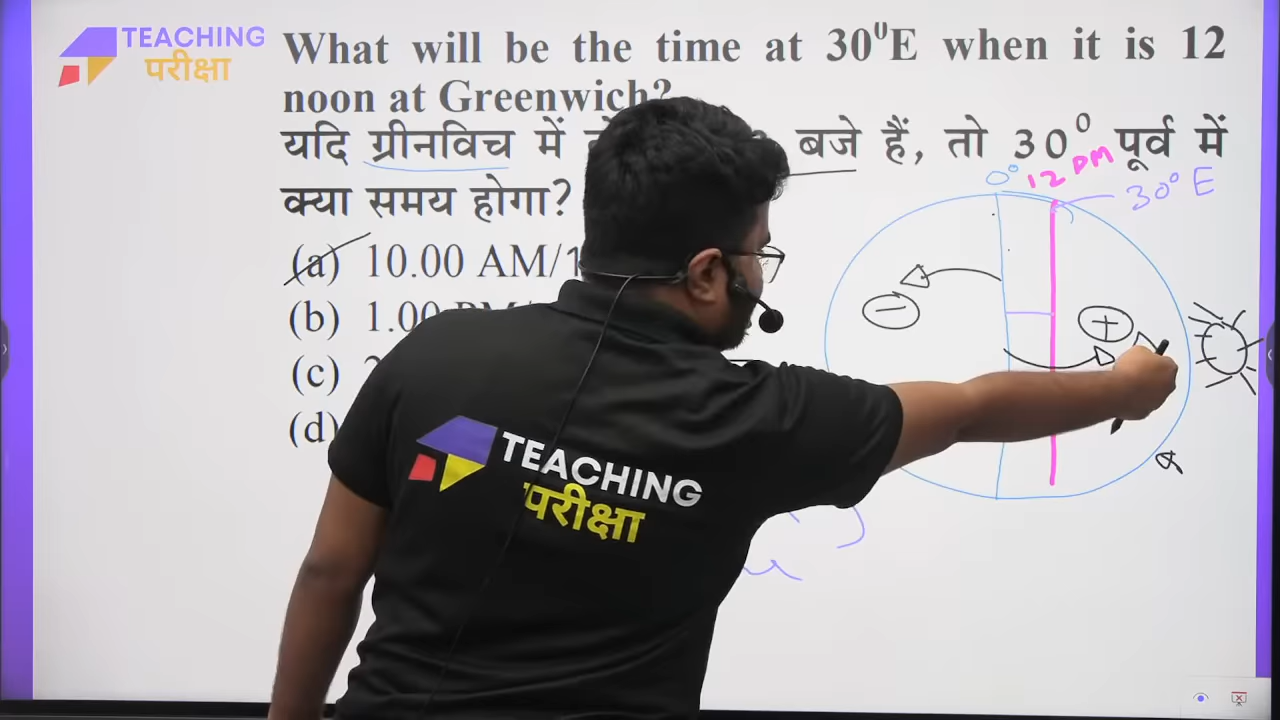 TEACHING
परीक्षा
What will be the time at 30⁰E when it is 12
noon at Greenwich?
यदि ग्रीनविच में बजे हैं, तो 30⁰ पूर्व में
क्या समय होगा?
(a) 10.00 AM/
(b) 1.00
(c)
(d)
0° 12 PM
30° E
−
+
TEACHING
परीक्षा